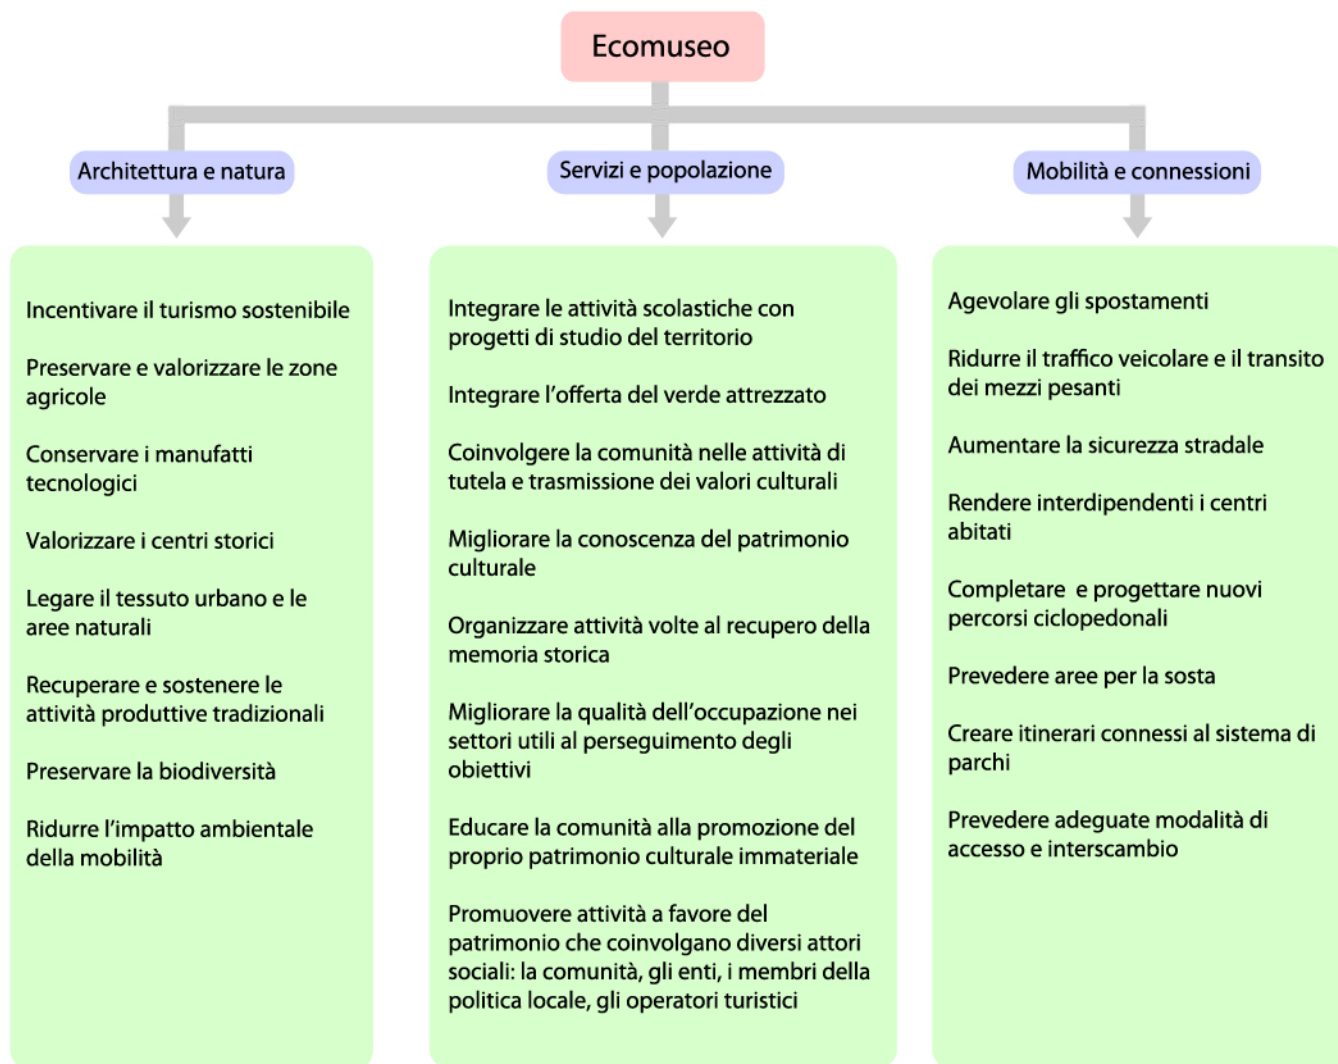 Ecomuseo
Architettura e natura
Servizi e popolazione
Mobilità e connessioni
Incentivare il turismo sostenibile
Preservare e valorizzare le zone
agricole
Conservare i manufatti
tecnologici
Valorizzare i centri storici
Legare il tessuto urbano e le
aree naturali
Recuperare e sostenere le
attività produttive tradizionali
Preservare la biodiversità
Ridurre l'impatto ambientale
della mobilità
Integrare le attività scolastiche con
progetti di studio del territorio
Integrare l'offerta del verde attrezzato
Coinvolgere la comunità nelle attività di
tutela e trasmissione dei valori culturali
Migliorare la conoscenza del patrimonio
culturale
Organizzare attività volte al recupero della
memoria storica
Migliorare la qualità dell'occupazione nei
settori utili al perseguimento degli
obiettivi
Educare la comunità alla promozione del
proprio patrimonio culturale immateriale
Promuovere attività a favore del
patrimonio che coinvolgano diversi attori
sociali: la comunità, gli enti, i membri della
politica locale, gli operatori turistici
Agevolare gli spostamenti
Ridurre il traffico veicolare e il transito
dei mezzi pesanti
Aumentare la sicurezza stradale
Rendere interdipendenti i centri
abitati
Completare  e progettare nuovi
percorsi ciclopedonali
Prevedere aree per la sosta
Creare itinerari connessi al sistema di
parchi
Prevedere adeguate modalità di
accesso e interscambio